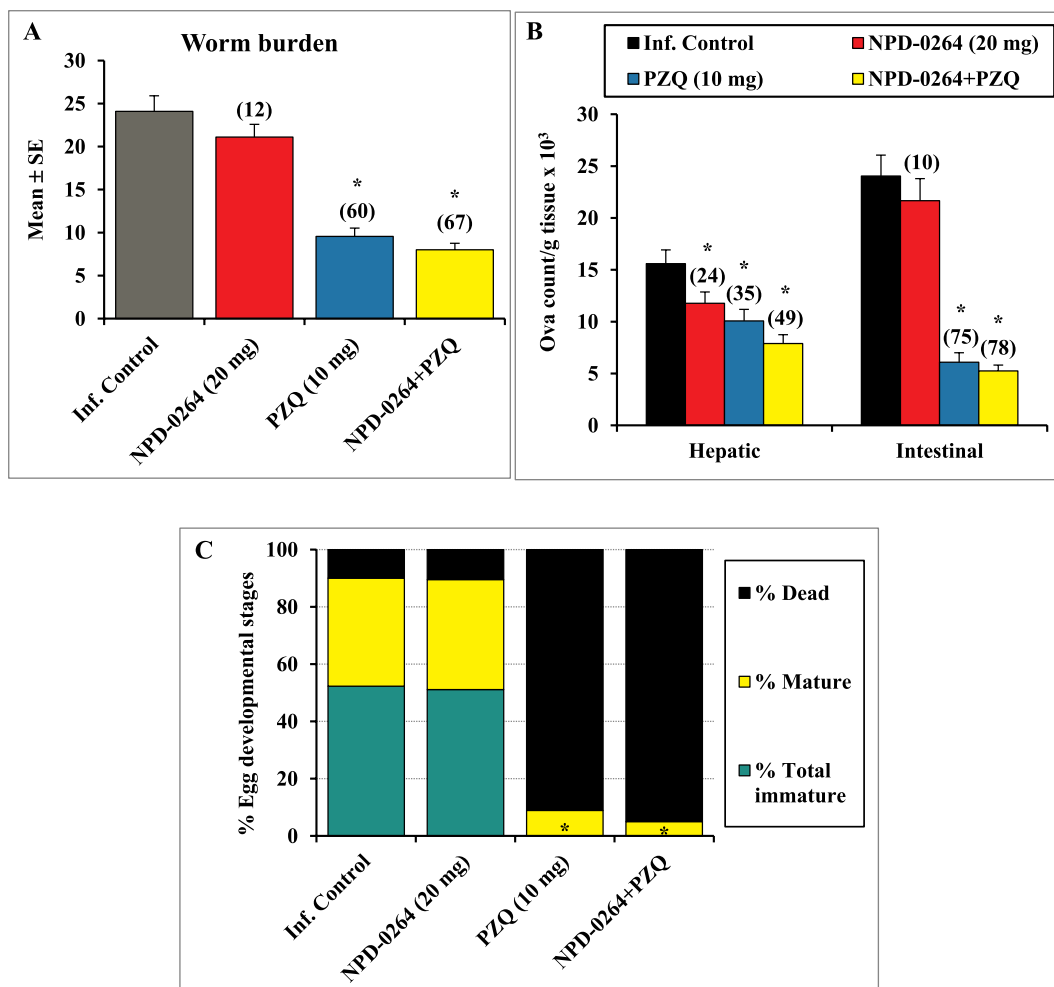 A
Worm burden
Mean ± SE
30
25
20
15
10
5
0
(12)
*
(60)
*
(67)
Inf. Control
NPD-0264 (20 mg)
PZQ (10 mg)
NPD-0264+PZQ
B
Inf. Control
NPD-0264 (20 mg)
PZQ (10 mg)
NPD-0264+PZQ
Ova count/g tissue x 10³
30
25
20
15
10
5
0
*
(24)
*
(35)
*
(49)
(10)
*
(75)
*
(78)
Hepatic
Intestinal
C
% Egg developmental stages
100
80
60
40
20
0
*
*
Inf. Control
NPD-0264 (20 mg)
PZQ (10 mg)
NPD-0264+PZQ
% Dead
% Mature
% Total
immature